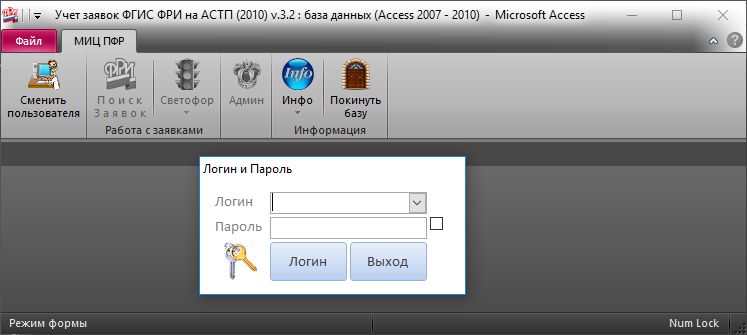 Учет заявок ФГИС ФРИ на АСТП (2010) v.3.2 : база данных (Access 2007 - 2010) - Microsoft Access
Файл
МИЦ ПФР
ФРИ
Info
Сменить
пользователя
Поиск
Заявок
Светофор
Админ
Инфо
Покинуть
базу
Работа с заявками
Информация
Логин и Пароль
Логин
Пароль
Логин
Выход
Режим формы
Num Lock